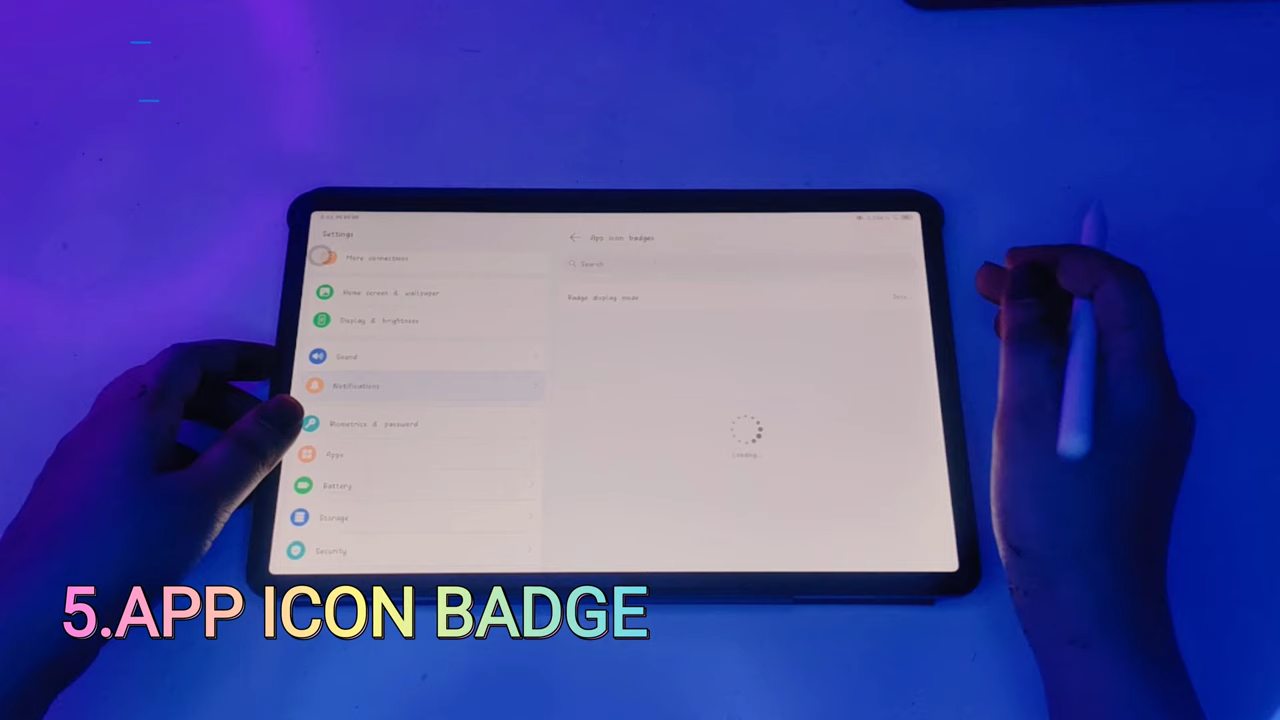 Settings
More connections
Home screen & wallpaper
Display & brightness
Sound
Notifications
Biometrics & password
Apps
Battery
Storage
Security
App icon badges
Search
Badge display mode
Loading...
5.APP ICON BADGE